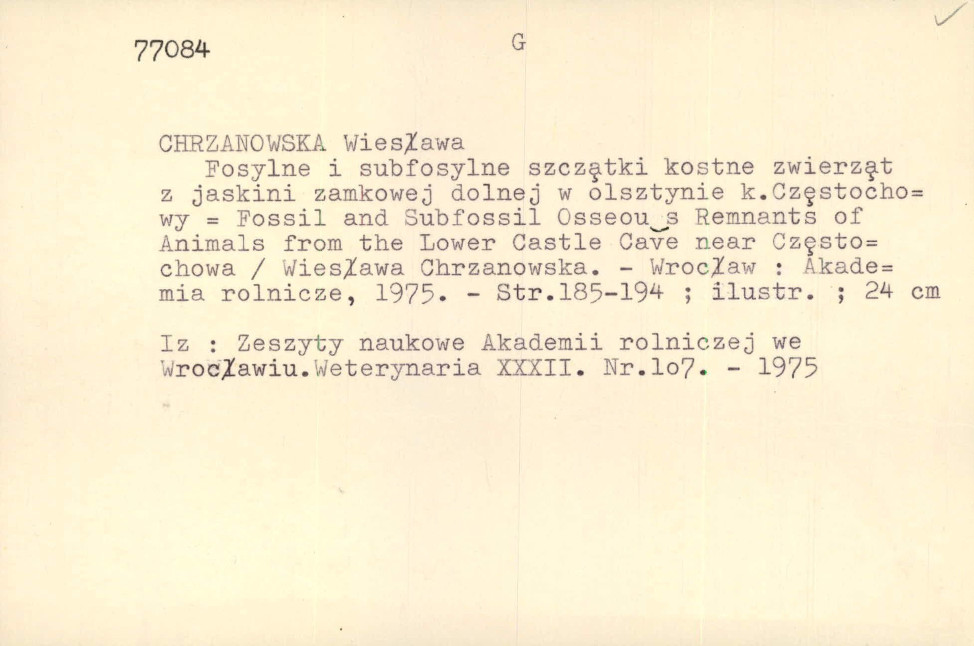 77084
G
CHRZANOWSKA Wiesława
Fosylne i subfosylne szczątki kostne zwierząt
z jaskini zamkowej dolnej w olsztynie k.Częstocho=
wy = Fossil and Subfossil Osseou s Remnants of
Animals from the Lower Castle Cave near Często=
chowa / Wiesława Chrzanowska. - Wrocław : Akade=
mia rolnicze, 1975. - Str.185-194 ; ilustr. ; 24 cm
Iz : Zeszyty naukowe Akademii rolniczej we
Wrocławiu.Weterynaria XXXII. Nr.lo7. - 1975